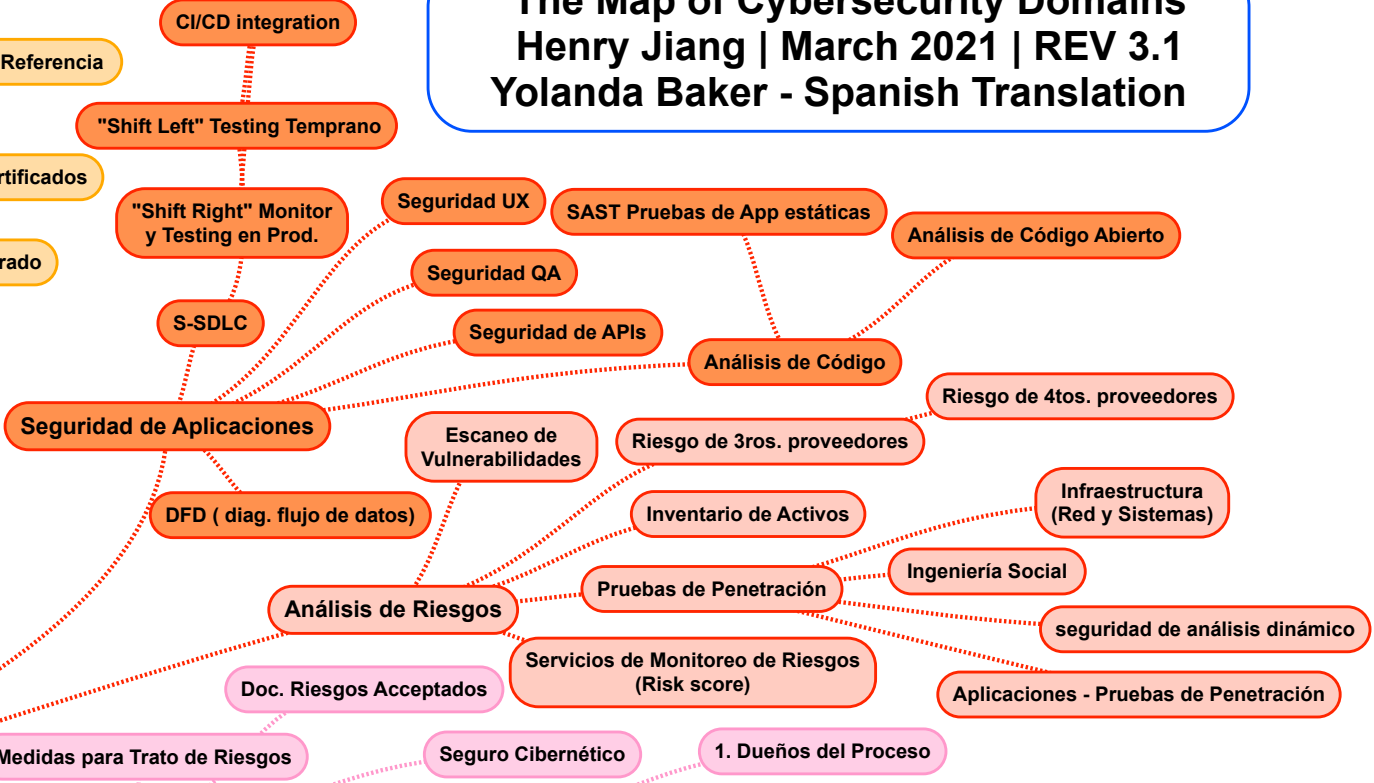 The Map of Cybersecurity Domains
Henry Jiang | March 2021 | REV 3.1
Yolanda Baker - Spanish Translation
CI/CD integration
Referencia
"Shift Left" Testing Temprano
"Shift Right" Monitor
y Testing en Prod.
Seguridad UX
SAST Pruebas de App estáticas
Análisis de Código Abierto
Seguridad QA
S-SDLC
Seguridad de APIs
Análisis de Código
Seguridad de Aplicaciones
Riesgo de 4tos. proveedores
Escaneo de
Vulnerabilidades
Riesgo de 3ros. proveedores
DFD ( diag. flujo de datos)
Inventario de Activos
Infraestructura
(Red y Sistemas)
Pruebas de Penetración
Ingeniería Social
Análisis de Riesgos
seguridad de análisis dinámico
Servicios de Monitoreo de Riesgos
(Risk score)
Doc. Riesgos Acceptados
Aplicaciones - Pruebas de Penetración
Medidas para Trato de Riesgos
Seguro Cibernético
1. Dueños del Proceso